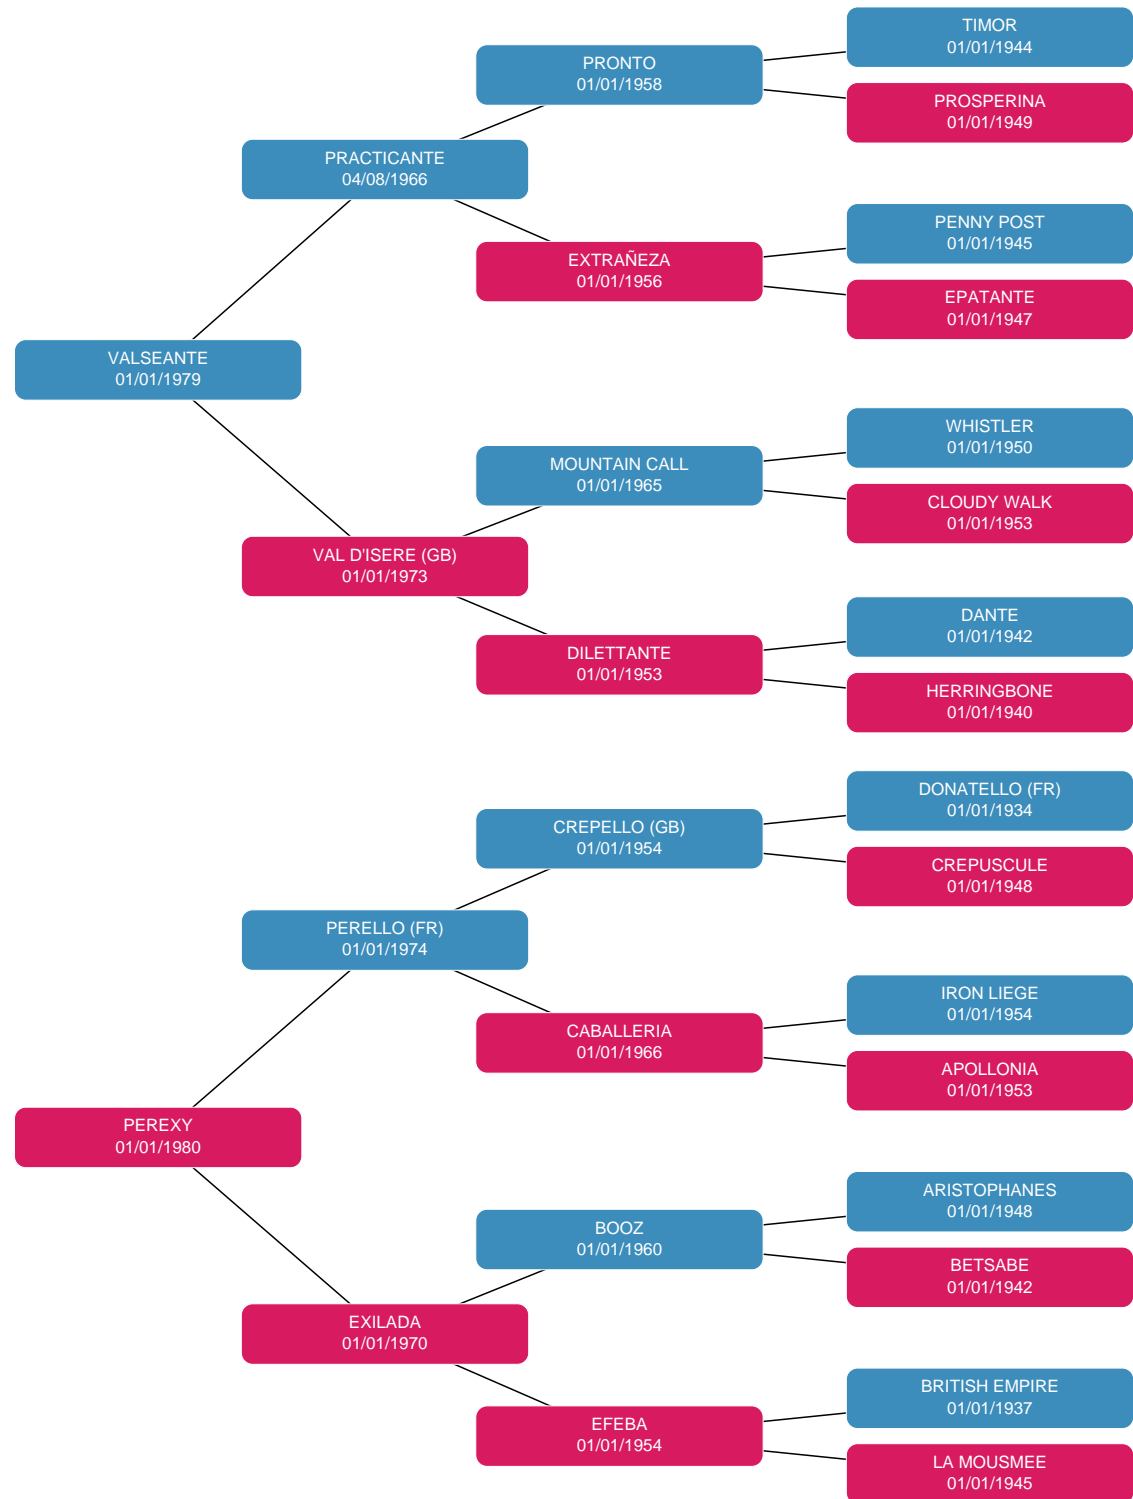 TIMOR
01/01/1944
PRONTO
01/01/1958
PROSPERINA
01/01/1949
PRACTICANTE
04/08/1966
PENNY POST
01/01/1945
EXTRAÑEZA
01/01/1956
EPATANTE
01/01/1947
VALSEANTE
01/01/1979
WHISTLER
01/01/1950
MOUNTAIN CALL
01/01/1965
CLOUDY WALK
01/01/1953
VAL D'ISERE (GB)
01/01/1973
DANTE
01/01/1942
DILETTANTE
01/01/1953
HERRINGBONE
01/01/1940
DONATELLO (FR)
01/01/1934
CREPELLO (GB)
01/01/1954
CREPUSCULE
01/01/1948
PERELLO (FR)
01/01/1974
IRON LIEGE
01/01/1954
CABALLERIA
01/01/1966
APOLLONIA
01/01/1953
PEREXY
01/01/1980
ARISTOPHANES
01/01/1948
BOOZ
01/01/1960
BETSABE
01/01/1942
EXILADA
01/01/1970
BRITISH EMPIRE
01/01/1937
EFEBA
01/01/1954
LA MOUSMEE
01/01/1945